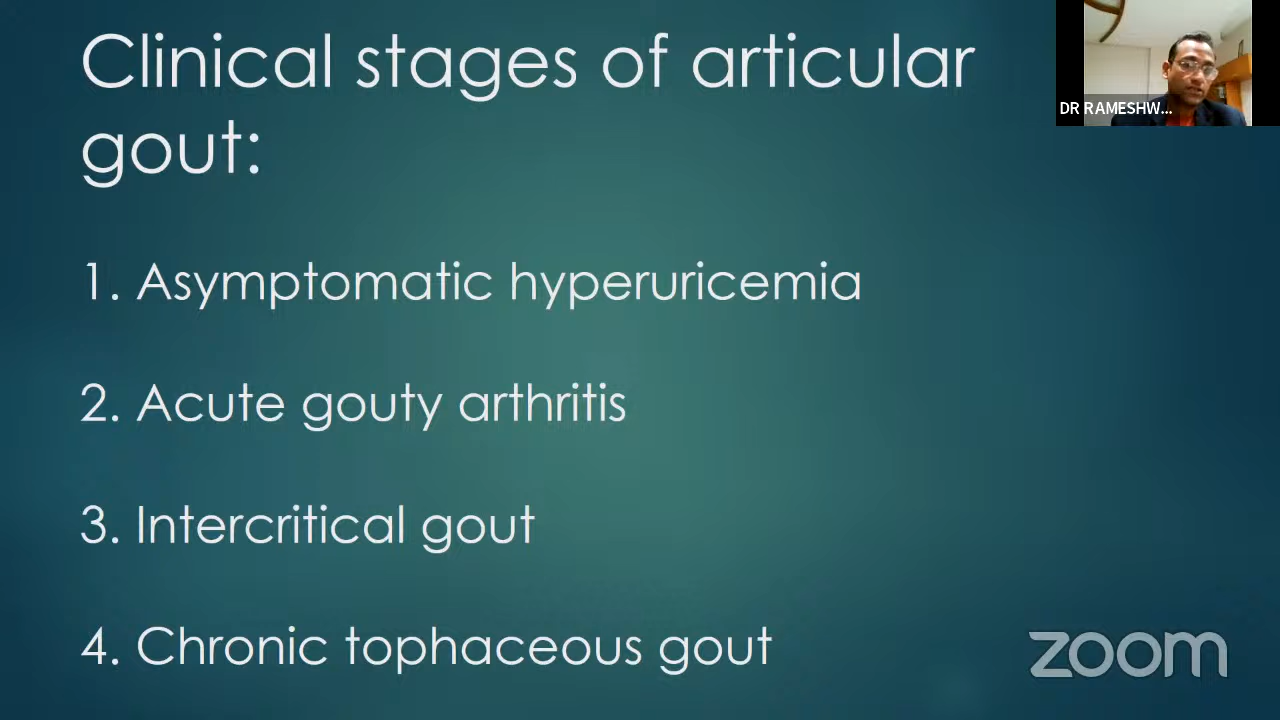 Clinical stages of articular
gout:
DR RAMESHW...
1. Asymptomatic hyperuricemia
2. Acute gouty arthritis
3. Intercritical gout
4. Chronic tophaceous gout
zoom